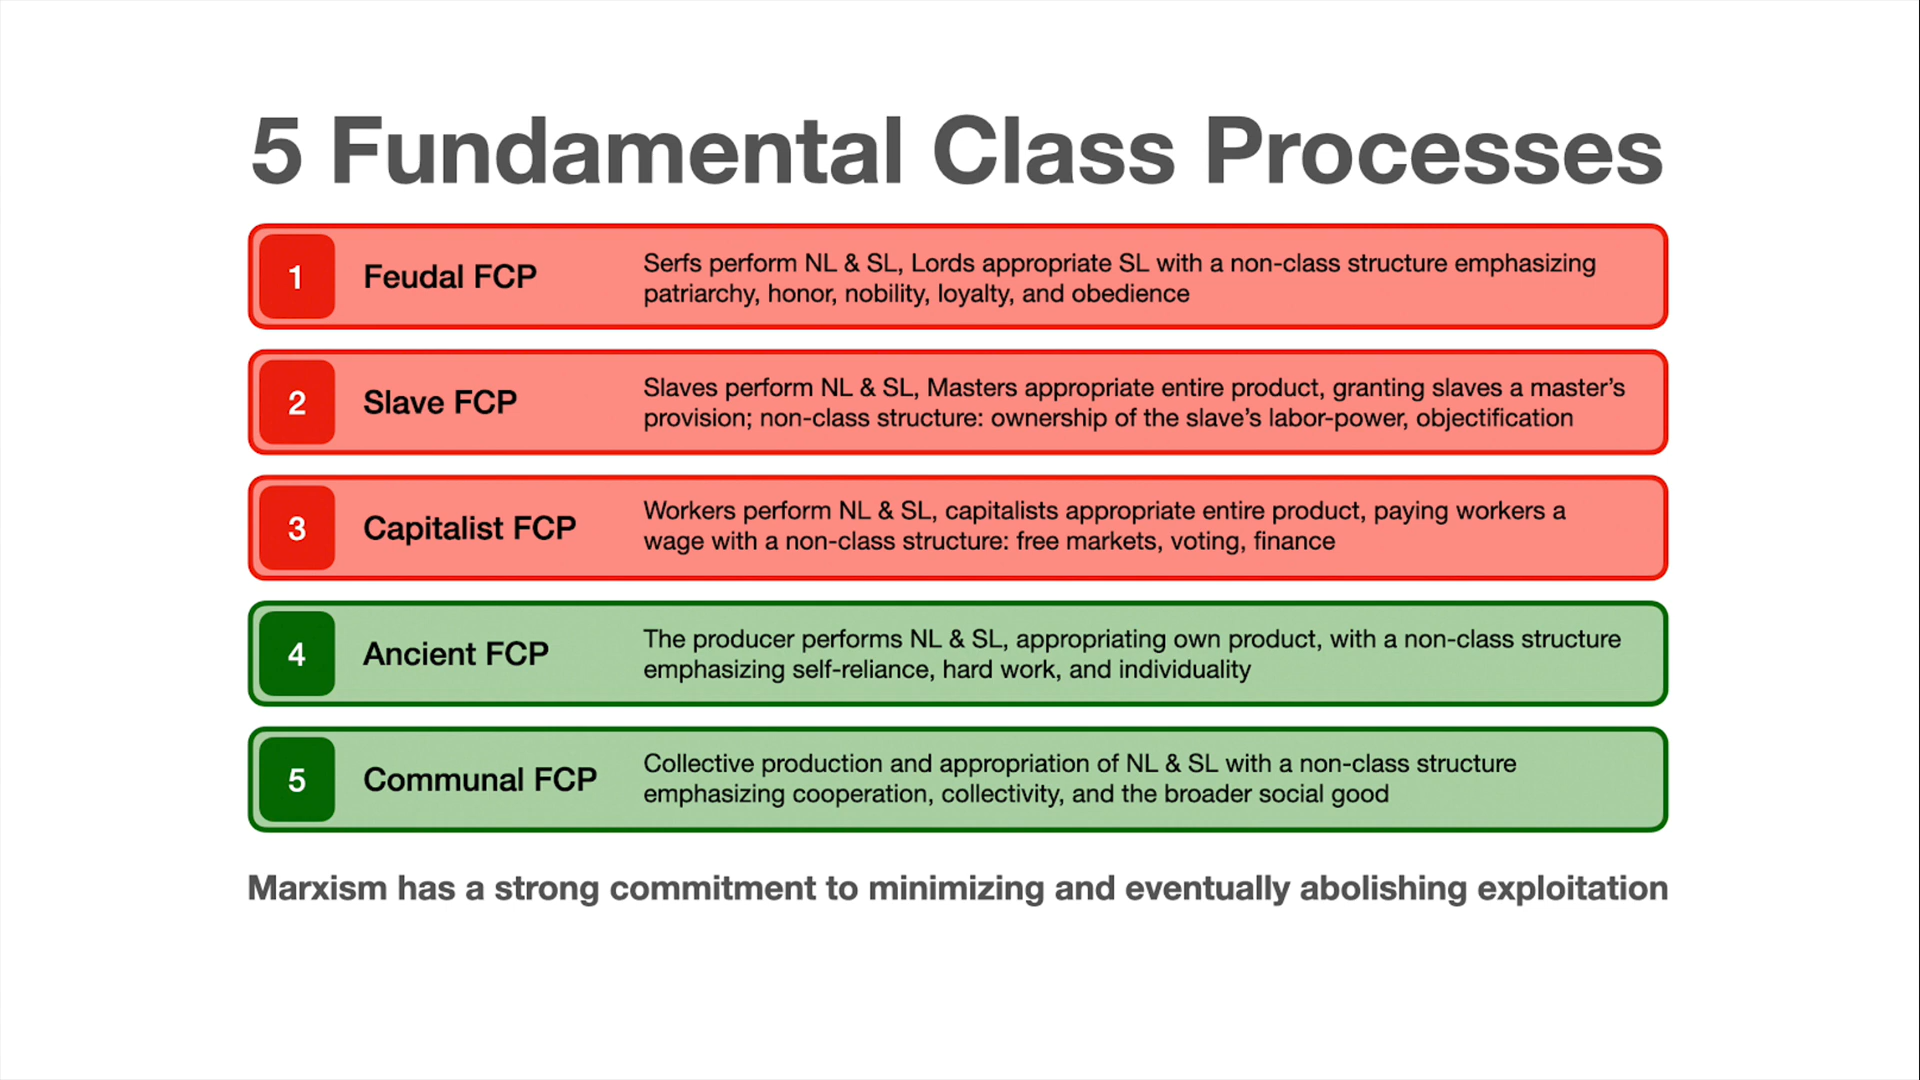 5 Fundamental Class Processes
1
Feudal FCP
Serfs perform NL & SL, Lords appropriate SL with a non-class structure emphasizing
patriarchy, honor, nobility, loyalty, and obedience
2
Slave FCP
Slaves perform NL & SL, Masters appropriate entire product, granting slaves a master’s
provision; non-class structure: ownership of the slave’s labor-power, objectification
3
Capitalist FCP
Workers perform NL & SL, capitalists appropriate entire product, paying workers a
wage with a non-class structure: free markets, voting, finance
4
Ancient FCP
The producer performs NL & SL, appropriating own product, with a non-class structure
emphasizing self-reliance, hard work, and individuality
5
Communal FCP
Collective production and appropriation of NL & SL with a non-class structure
emphasizing cooperation, collectivity, and the broader social good
Marxism has a strong commitment to minimizing and eventually abolishing exploitation